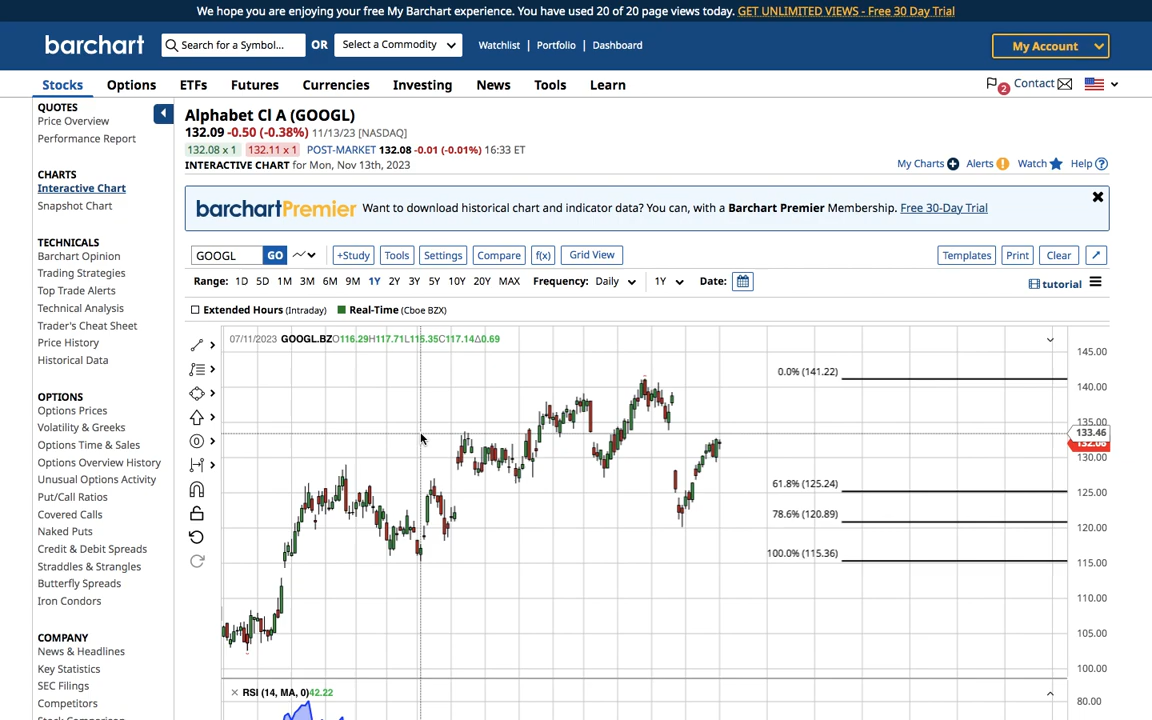 We hope you are enjoying your free My Barchart experience. You have used 20 of 20 page views today. GET UNLIMITED VIEWS - Free 30 Day Trial
barchart Search for a Symbol... OR Select a Commodity Watchlist | Portfolio | Dashboard My Account
Stocks Options ETFs Futures Currencies Investing News Tools Learn 2 Contact
QUOTES
Price Overview
Performance Report
CHARTS
Interactive Chart
Snapshot Chart
TECHNICALS
Barchart Opinion
Trading Strategies
Top Trade Alerts
Technical Analysis
Trader's Cheat Sheet
Price History
Historical Data
OPTIONS
Options Prices
Volatility & Greeks
Options Time & Sales
Options Overview History
Unusual Options Activity
Put/Call Ratios
Covered Calls
Naked Puts
Credit & Debit Spreads
Straddles & Strangles
Butterfly Spreads
Iron Condors
COMPANY
News & Headlines
Key Statistics
SEC Filings
Competitors
Alphabet Cl A (GOOGL)
132.09 -0.50 (-0.38%) 11/13/23 [NASDAQ]
132.08 x 1 132.11 x 1 POST-MARKET 132.08 -0.01 (-0.01%) 16:33 ET
INTERACTIVE CHART for Mon, Nov 13th, 2023
My Charts Alerts Watch Help
barchartPremier Want to download historical chart and indicator data? You can, with a Barchart Premier Membership. Free 30-Day Trial
GOOGL GO +Study Tools Settings Compare f(x) Grid View Templates Print Clear
Range: 1D 5D 1M 3M 6M 9M 1Y 2Y 3Y 5Y 10Y 20Y MAX Frequency: Daily 1Y Date: tutorial
Extended Hours (Intraday) Real-Time (Cboe BZX)
07/11/2023 GOOGL.BZ O116.29H117.71L115.35C117.14Δ0.69
145.00
0.0% (141.22)
140.00
135.00
133.46
132.08
130.00
61.8% (125.24)
125.00
78.6% (120.89)
120.00
100.0% (115.36)
115.00
110.00
105.00
100.00
RSI (14, MA, 0)42.22
80.00